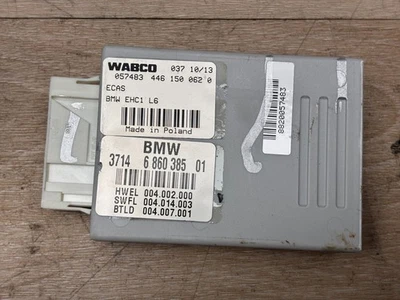 WABCO 037 10/13
057483 446 150 062 0
ECAS
BMW EHC1 L6
Made in Poland
BMW
3714 6 860 385 01
HWEL 004.002.000
SWFL 004.014.003
BTLD 004.007.001
8820057483